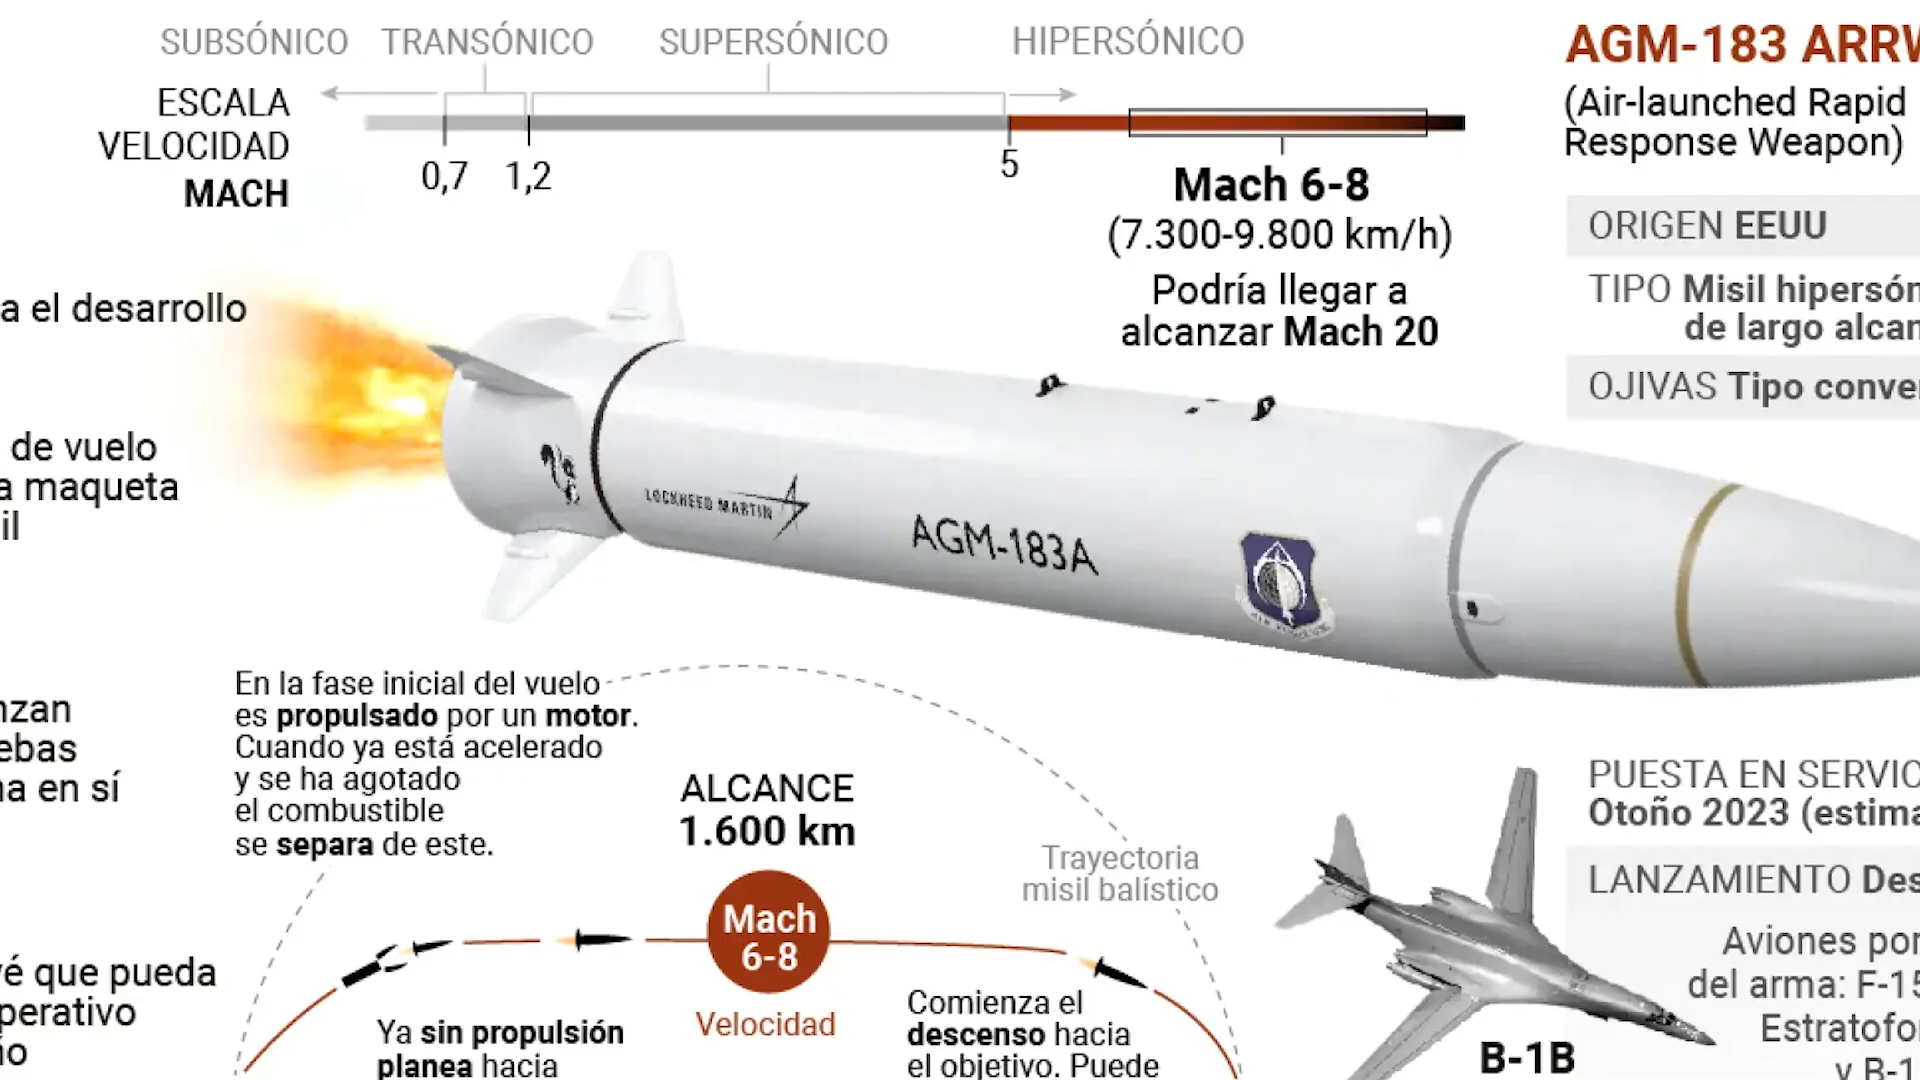 SUBSÓNICO TRANSÓNICO SUPERSÓNICO HIPERSÓNICO
ESCALA
VELOCIDAD
MACH
0,7 1,2 5
Mach 6-8
(7.300-9.800 km/h)
Podría llegar a
alcanzar Mach 20
AGM-183 ARRW
(Air-launched Rapid
Response Weapon)
ORIGEN EEUU
TIPO Misil hipersón
de largo alcan
OJIVAS Tipo conve
a el desarrollo
de vuelo
a maqueta
il
LOCKHEED MARTIN
AGM-183A
nzan
ebas
na en sí
vé que pueda
perativo
no
En la fase inicial del vuelo
es propulsado por un motor.
Cuando ya está acelerado
y se ha agotado
el combustible
se separa de este.
ALCANCE
1.600 km
Mach
6-8
Velocidad
Trayectoria
misil balístico
Ya sin propulsión
planea hacia
Comienza el
descenso hacia
el objetivo. Puede
B-1B
PUESTA EN SERVIC
Otoño 2023 (estima
LANZAMIENTO Des
Aviones por
del arma: F-15
Estratofor
y B-1